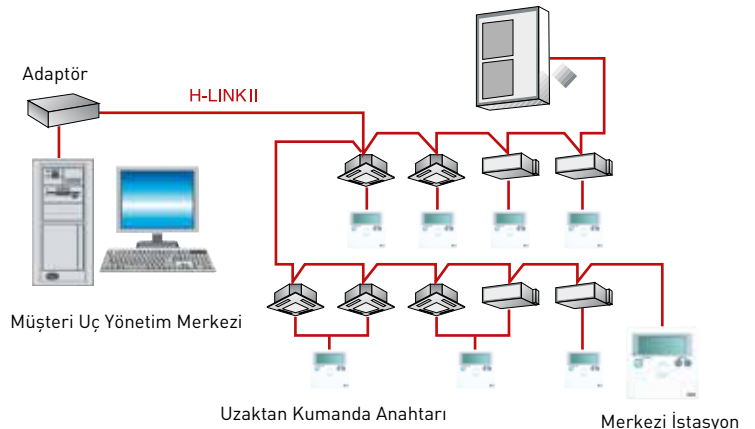 Adaptör
H-LINKII
Müşteri Uç Yönetim Merkezi
Uzaktan Kumanda Anahtarı
Merkezi İstasyon